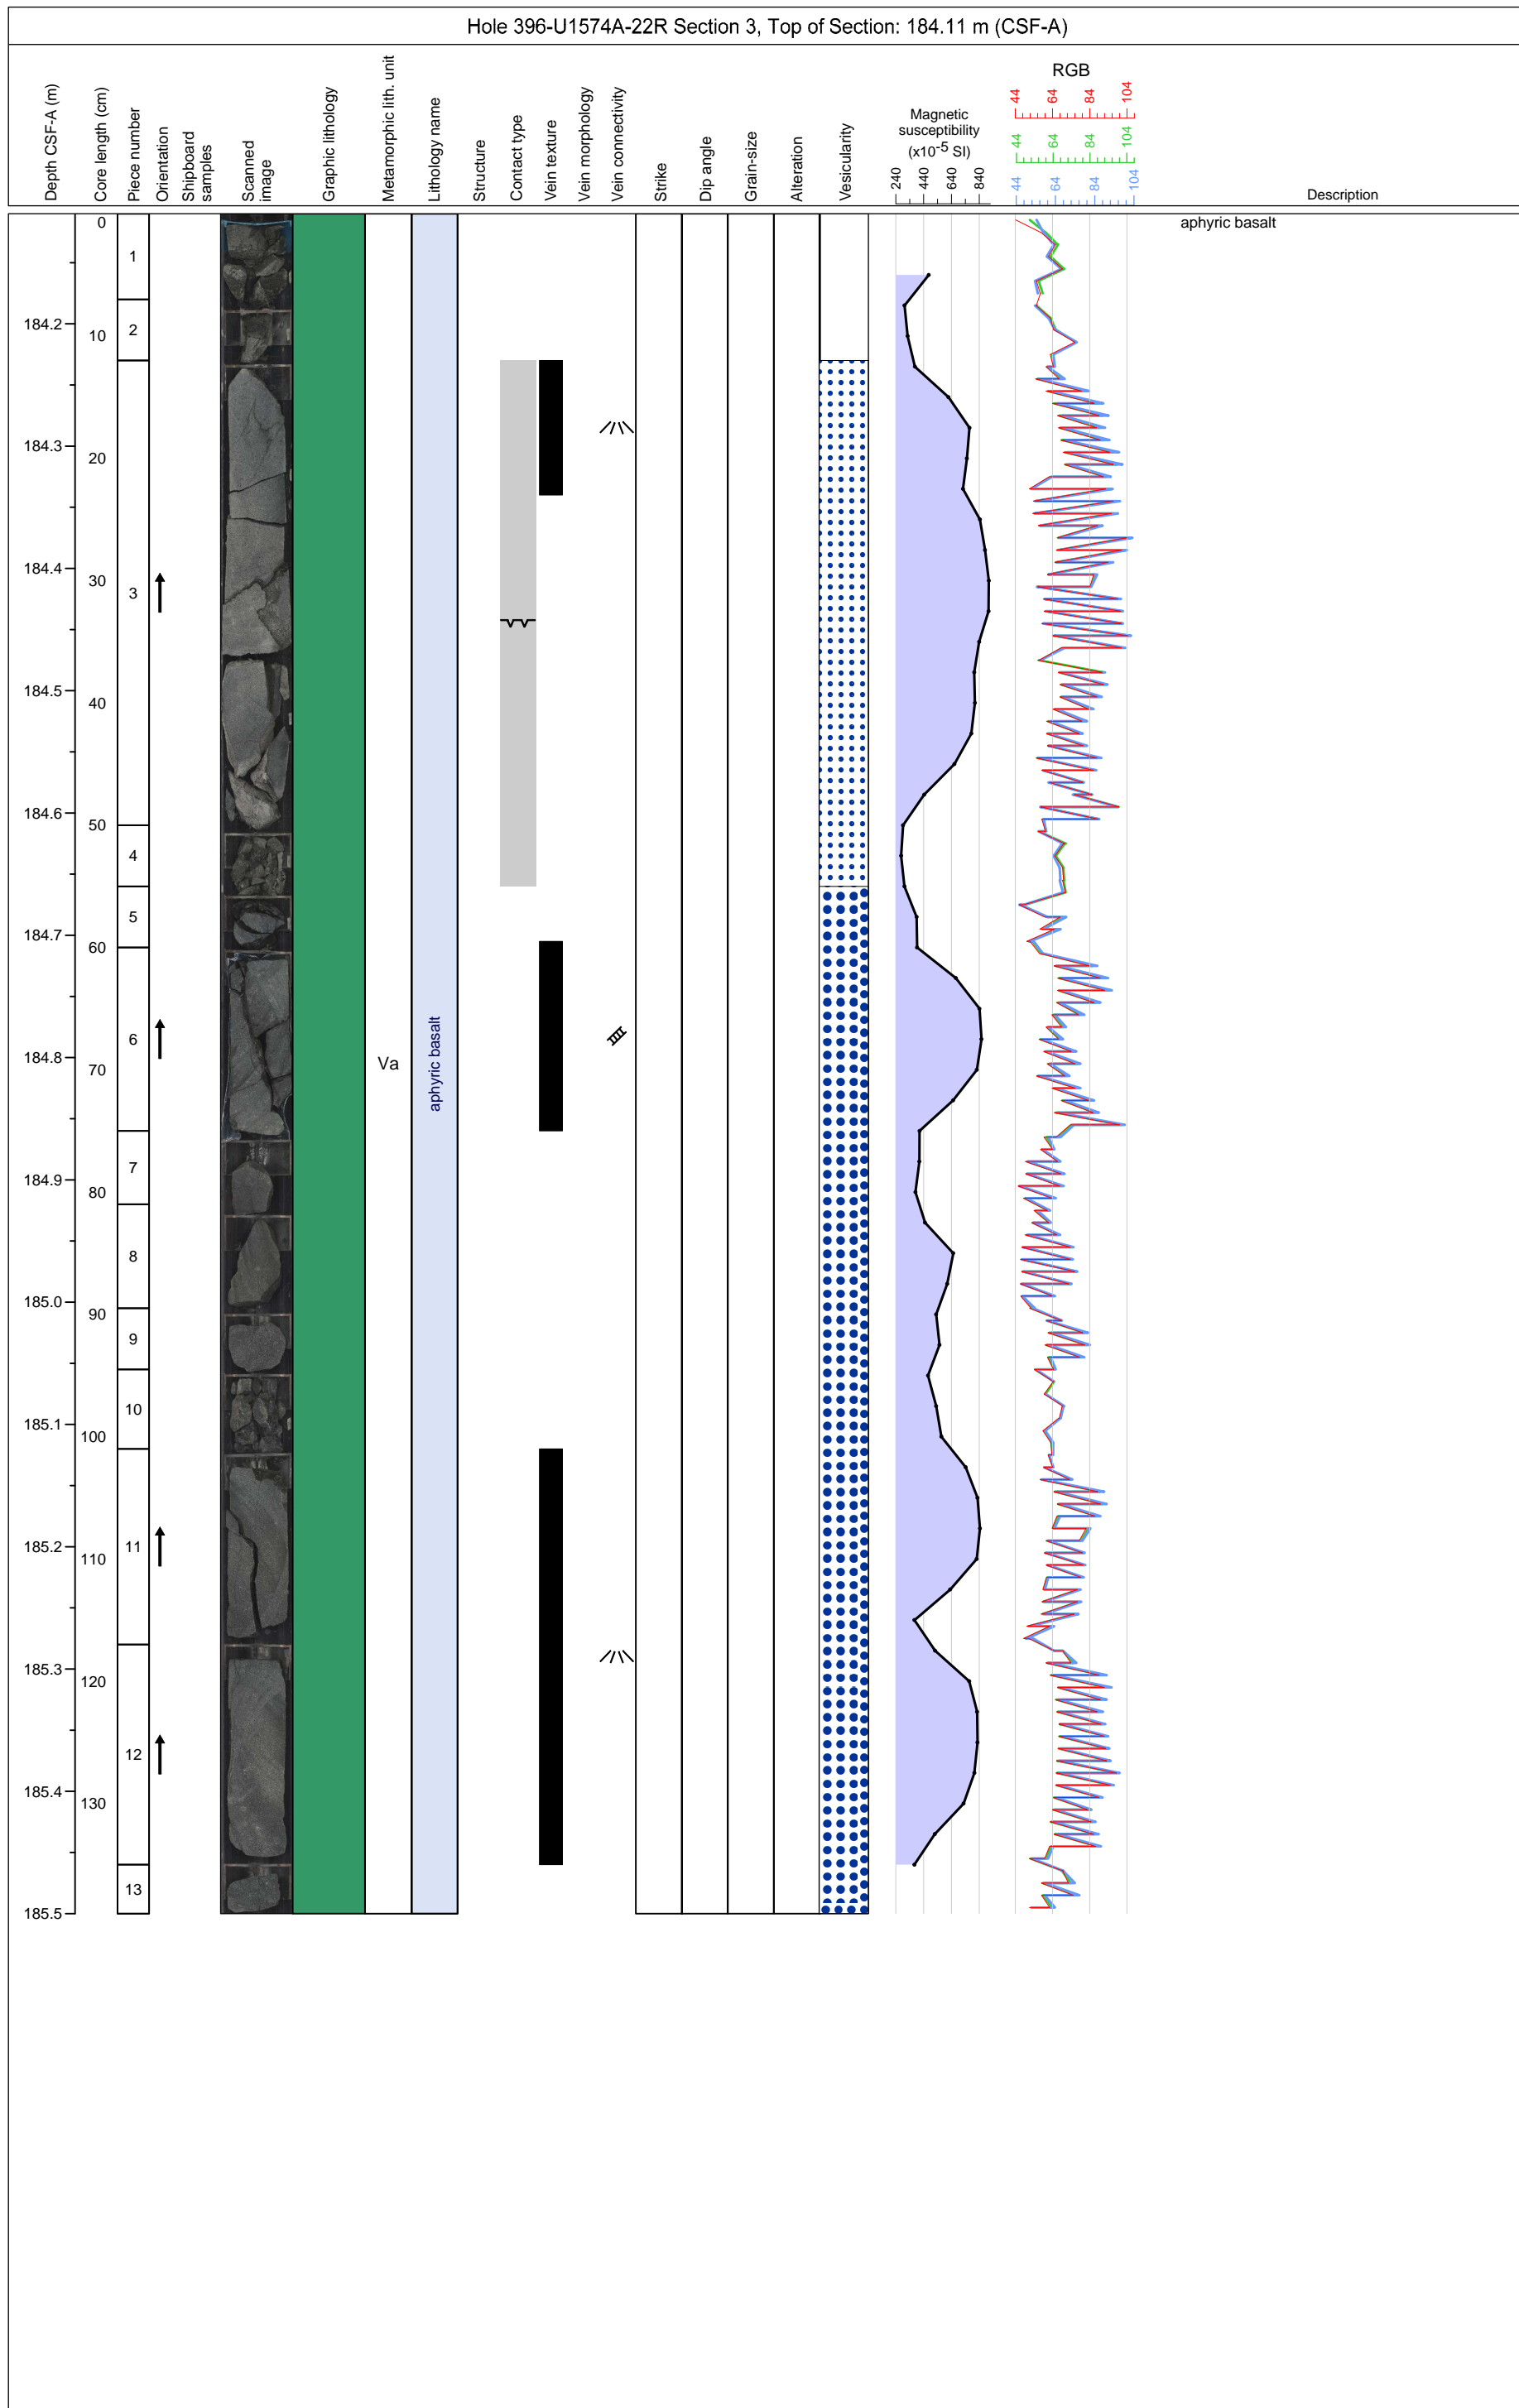 Hole 396-U1574A-22R Section 3, Top of Section: 184.11 m (CSF-A)
Depth CSF-A (m)
Core length (cm)
Piece number
Orientation
Shipboard
samples
Scanned
image
Graphic lithology
Metamorphic lith. unit
Lithology name
Structure
Contact type
Vein texture
Vein morphology
Vein connectivity
Strike
Dip angle
Grain-size
Alteration
Vesicularity
Magnetic
susceptibility
(x10-5 SI)
240 440 640 840
RGB
44 64 84 104
44 64 84 104
44 64 84 104
Description
aphyric basalt
184.2
184.3
184.4
184.5
184.6
184.7
184.8
184.9
185.0
185.1
185.2
185.3
185.4
185.5
0
10
20
30
40
50
60
70
80
90
100
110
120
130
1
2
3
4
5
6
7
8
9
10
11
12
13
Va
aphyric basalt